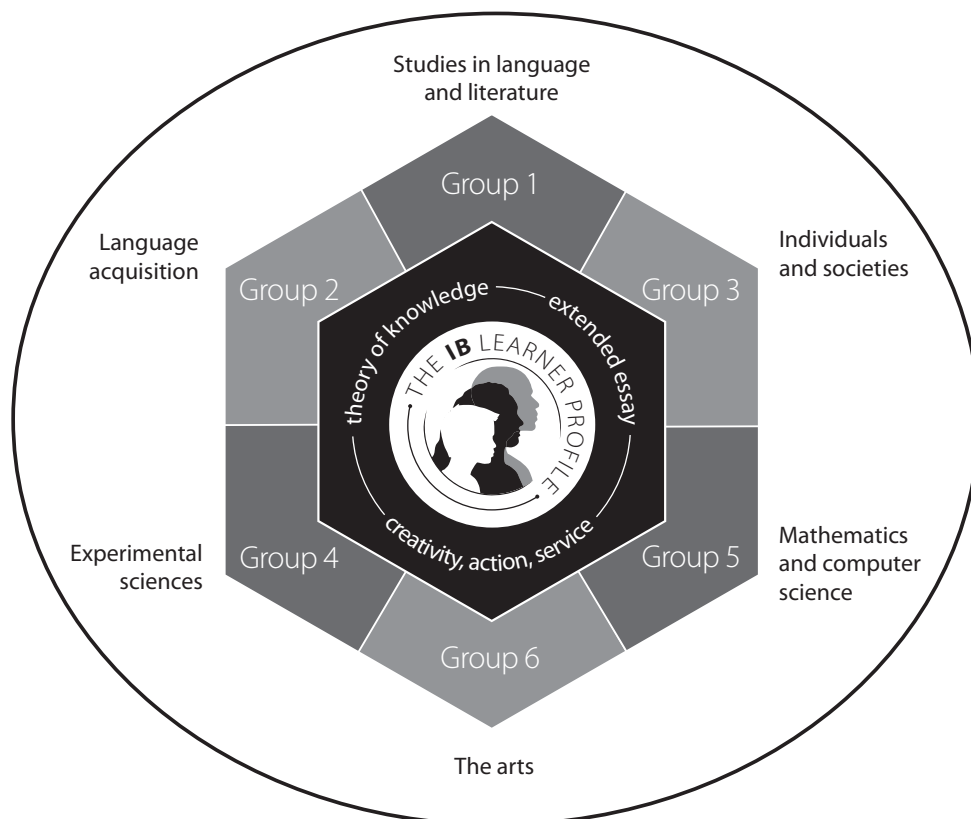 Studies in language
and literature
Group 1
Language
acquisition
Individuals
and societies
Group 2
Group 3
theory of knowledge
extended essay
THE IB LEARNER PROFILE
creativity, action, service
Experimental
sciences
Group 4
Group 5
Mathematics
and computer
science
Group 6
The arts